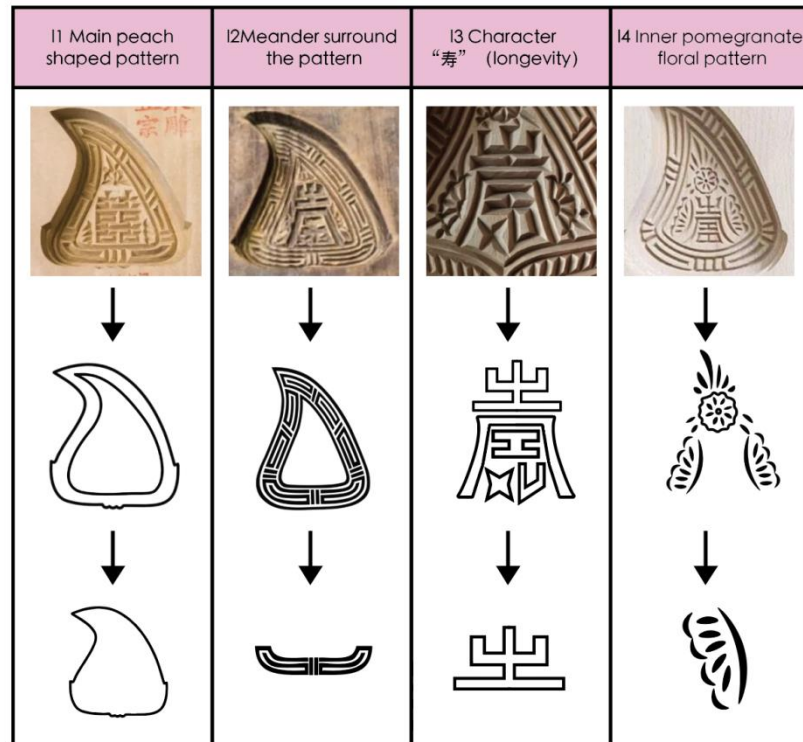 I1 Main peach
shaped pattern
I2Meander surround
the pattern
I3 Character
“寿” (longevity)
I4 Inner pomegranate
floral pattern